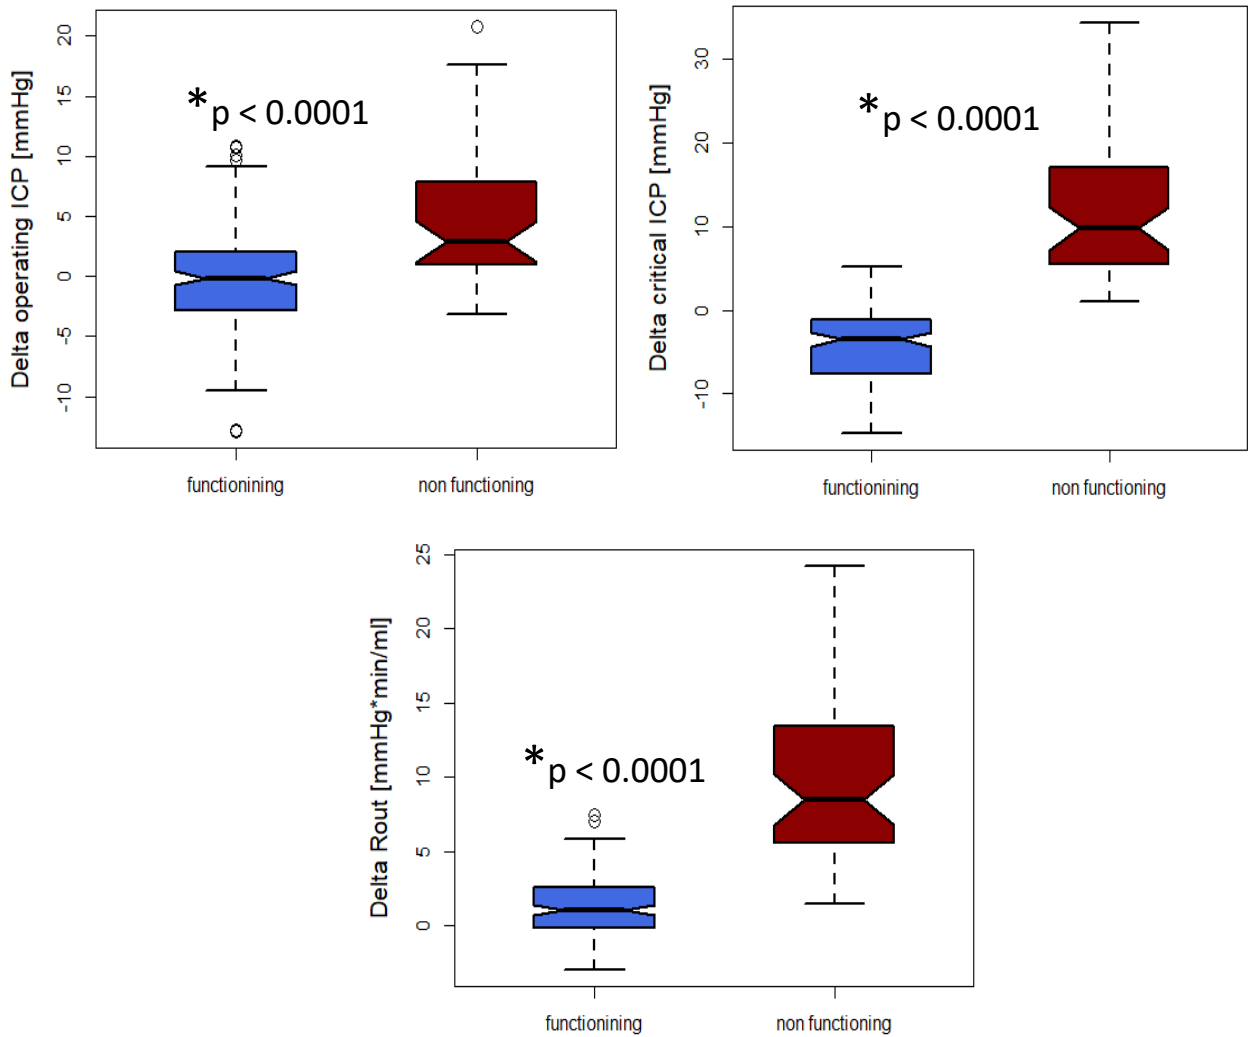 Delta operating ICP [mmHg]
20
15
10
5
0
-5
-10
*p < 0.0001
functionining
non functioning
Delta critical ICP [mmHg]
30
20
10
0
-10
*p < 0.0001
functionining
non functioning
Delta Rout [mmHg*min/ml]
25
20
15
10
5
0
*p < 0.0001
functionining
non functioning